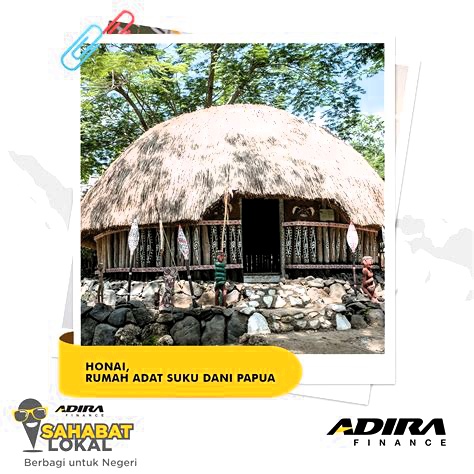 HONAI,
RUMAH ADAT SUKU DANI PAPUA
ADIRA
FINANCE
SAHABAT
LOKAL
Berbagi untuk Negeri
ADIRA
FINANCE